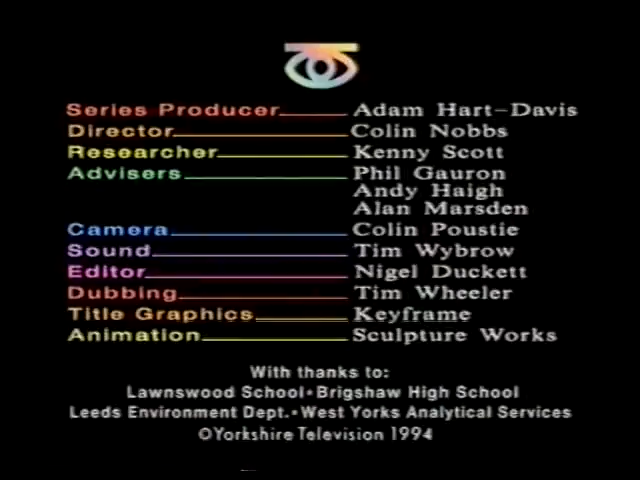 Series Producer Adam Hart-Davis
Director Colin Nobbs
Researcher Kenny Scott
Advisers Phil Gauron
Andy Haigh
Alan Marsden
Camera Colin Poustie
Sound Tim Wybrow
Editor Nigel Duckett
Dubbing Tim Wheeler
Title Graphics Keyframe
Animation Sculpture Works
With thanks to:
Lawnswood School•Brigshaw High School
Leeds Environment Dept.•West Yorks Analytical Services
©Yorkshire Television 1994